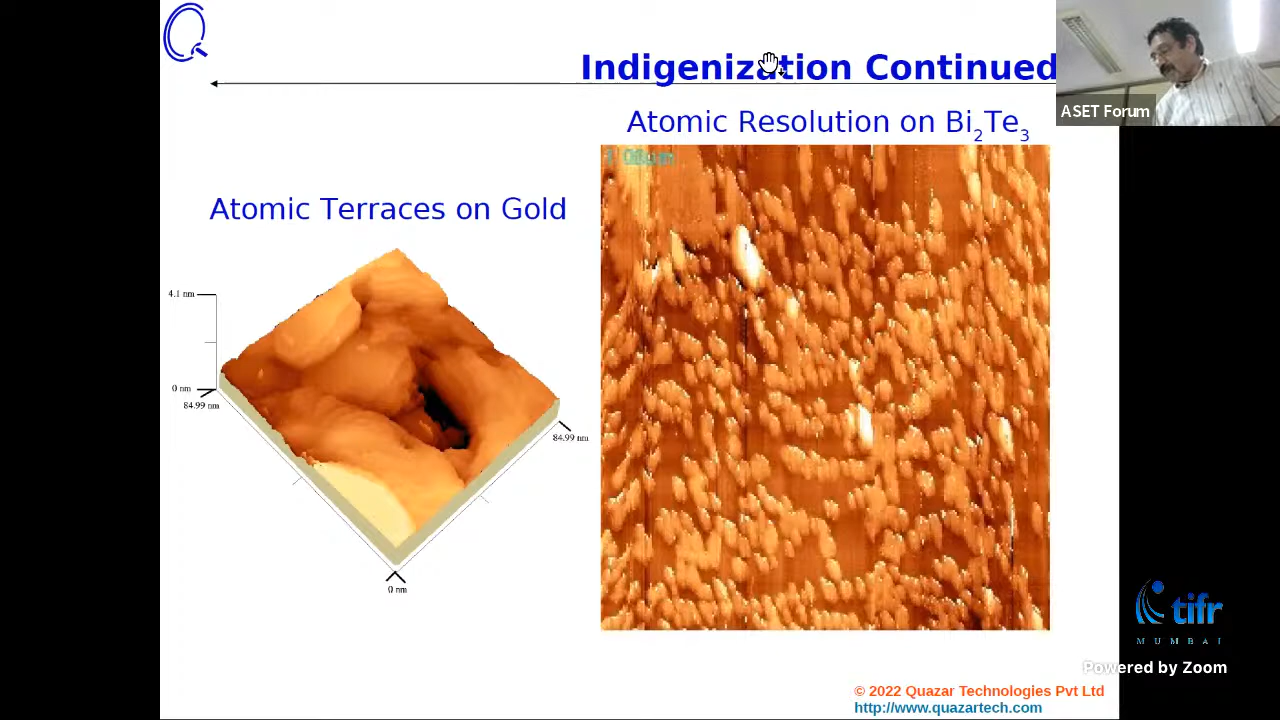 Indigenization Continued
ASET Forum
Atomic Resolution on Bi₂Te₃
Atomic Terraces on Gold
4.1 nm
0 nm
84.99 nm
84.99 nm
0 nm
tifr
MUMBAI
Powered by Zoom
© 2022 Quazar Technologies Pvt Ltd
http://www.quazartech.com